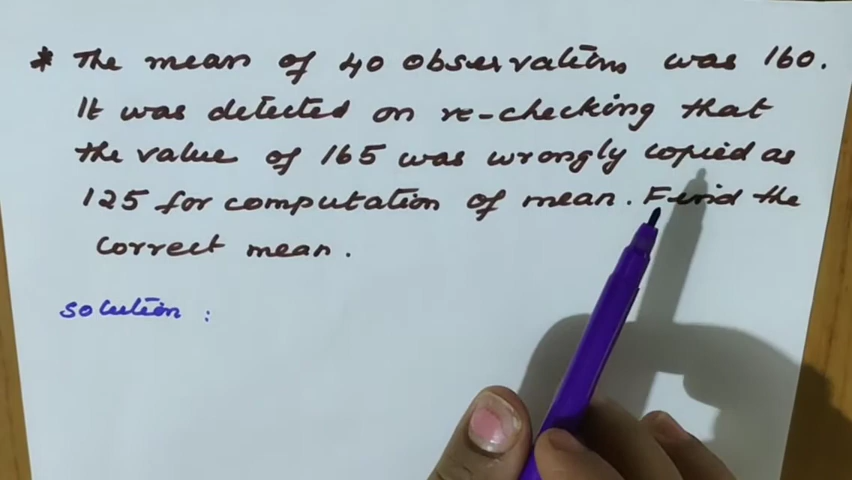 * The mean of 40 observations was 160.
It was detected on re-checking that
the value of 165 was wrongly copied as
125 for computation of mean. Find the
correct mean.
Solution :